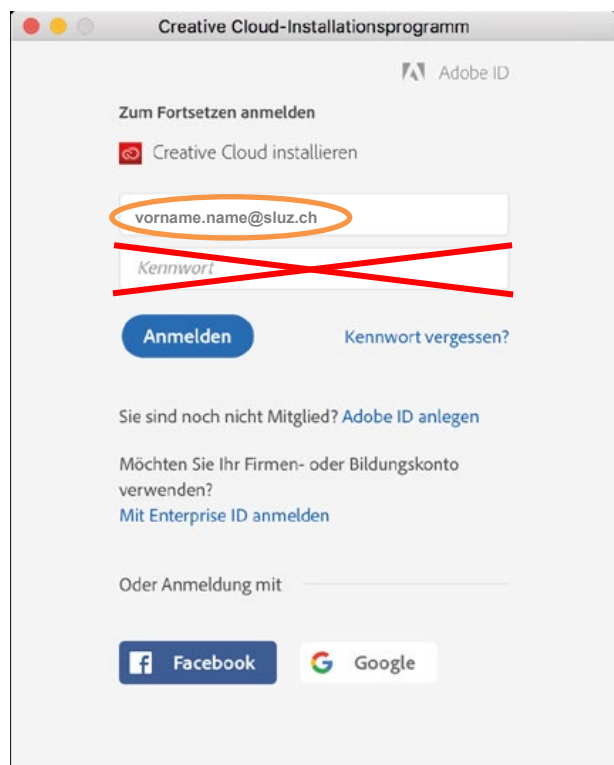 Creative Cloud-Installationsprogramm
Adobe ID
Zum Fortsetzen anmelden
Creative Cloud installieren
vorname.name@sluz.ch
Kennwort
Anmelden Kennwort vergessen?
Sie sind noch nicht Mitglied? Adobe ID anlegen
Möchten Sie Ihr Firmen- oder Bildungskonto
verwenden?
Mit Enterprise ID anmelden
Oder Anmeldung mit
Facebook Google